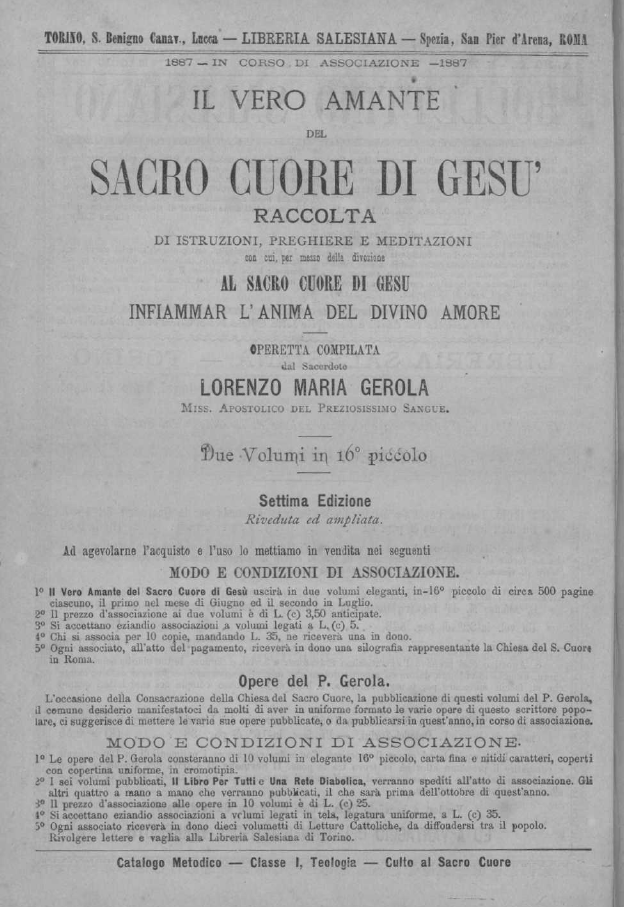 TORINO, S. Benigno Canav., Lucca — LIBRERIA SALESIANA — Spezia, San Pier d'Arena, ROMA
1887 — IN CORSO DI ASSOCIAZIONE —1887
IL VERO AMANTE
DEL
SACRO CUORE DI GESU'
RACCOLTA
DI ISTRUZIONI, PREGHIERE E MEDITAZIONI
con cui, per mezzo della divozione
AL SACRO CUORE DI GESU
INFIAMMAR L'ANIMA DEL DIVINO AMORE
OPERETTA COMPILATA
dal Sacerdote
LORENZO MARIA GEROLA
MISS. APOSTOLICO DEL PREZIOSISSIMO SANGUE.
Due Volumi in 16° piccolo
Settima Edizione
Riveduta ed ampliata.
Ad agevolarne l'acquisto e l'uso lo mettiamo in vendita nei seguenti
MODO E CONDIZIONI DI ASSOCIAZIONE.
1° Il Vero Amante del Sacro Cuore di Gesù uscirà in due volumi eleganti, in-16° piccolo di circa 500 pagine
ciascuno, il primo nel mese di Giugno ed il secondo in Luglio.
2° Il prezzo d'associazione ai due volumi è di L. (c) 3,50 anticipate.
3° Si accettano eziandio associazioni a volumi legati a L. (c) 5.
4° Chi si associa per 10 copie, mandando L. 35, ne riceverà una in dono.
5° Ogni associato, all'atto del pagamento, riceverà in dono una silografia rappresentante la Chiesa del S. Cuore
in Roma.
Opere del P. Gerola.
L'occasione della Consacrazione della Chiesa del Sacro Cuore, la pubblicazione di questi volumi del P. Gerola,
il comune desiderio manifestatoci da molti di aver in uniforme formato le varie opere di questo scrittore popo-
lare, ci suggerisce di mettere le varie sue opere pubblicate, o da pubblicarsi in quest'anno, in corso di associazione.
MODO E CONDIZIONI DI ASSOCIAZIONE.
1° Le opere del P. Gerola consteranno di 10 volumi in elegante 16° piccolo, carta fina e nitidi caratteri, coperti
con copertina uniforme, in cromotipia.
2° I sei volumi pubblicati, Il Libro Per Tutti e Una Rete Diabolica, verranno spediti all'atto di associazione. Gli
altri quattro a mano a mano che verranno pubblicati, il che sarà prima dell'ottobre di quest'anno.
3° Il prezzo d'associazione alle opere in 10 volumi è di L. (c) 25.
4° Si accettano eziandio associazioni a volumi legati in tela, legatura uniforme, a L. (c) 35.
5° Ogni associato riceverà in dono dieci volumetti di Letture Cattoliche, da diffondersi tra il popolo.
Rivolgere lettere e vaglia alla Libreria Salesiana di Torino.
Catalogo Metodico — Classe I, Teologia — Culto al Sacro Cuore